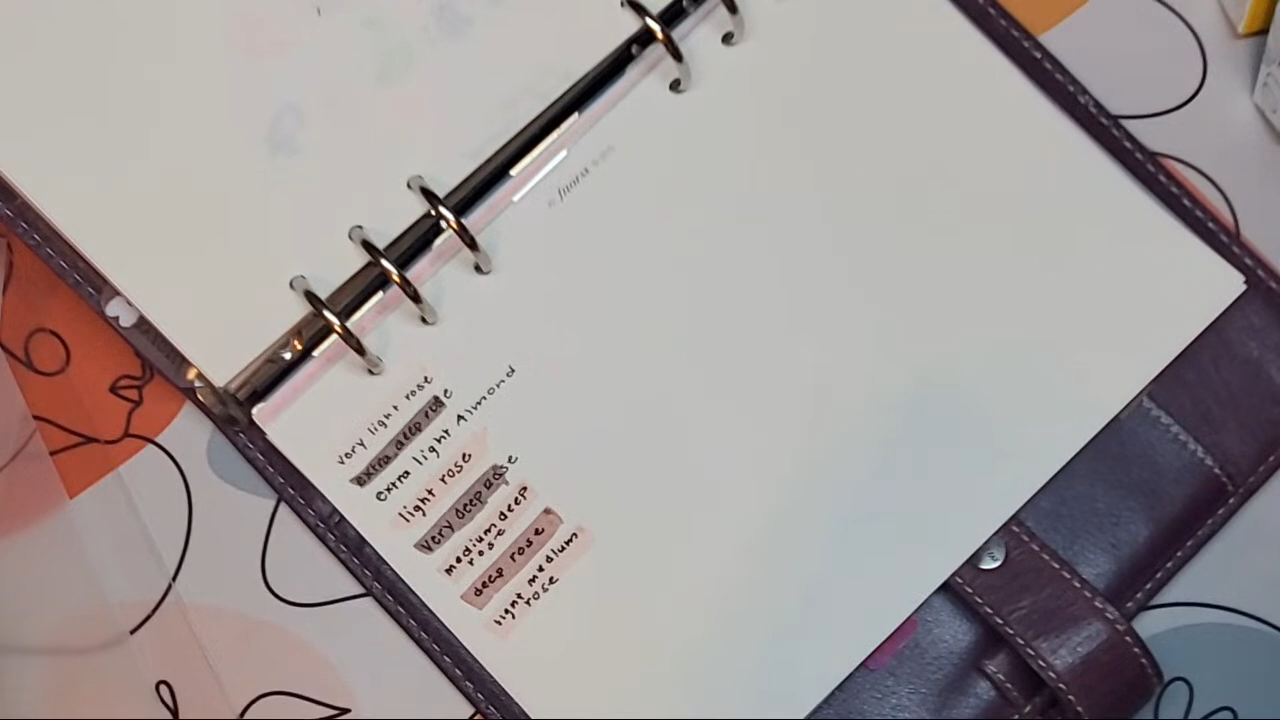 very light rose
extra deep rose
extra light Almond
light rose
very deep rose
medium deep
rose
deep rose
light medium
rose